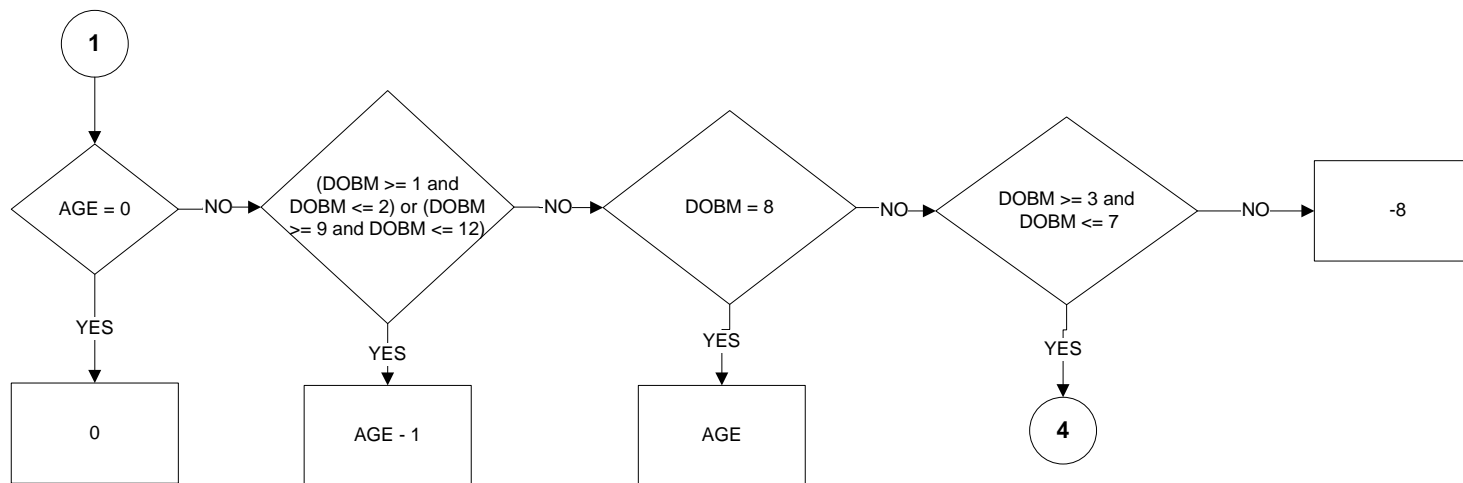 1
AGE = 0
NO
(DOBM >= 1 and
DOBM <= 2) or (DOBM
>= 9 and DOBM <= 12)
NO
DOBM = 8
NO
DOBM >= 3 and
DOBM <= 7
NO
-8
YES
YES
YES
YES
0
AGE - 1
AGE
4